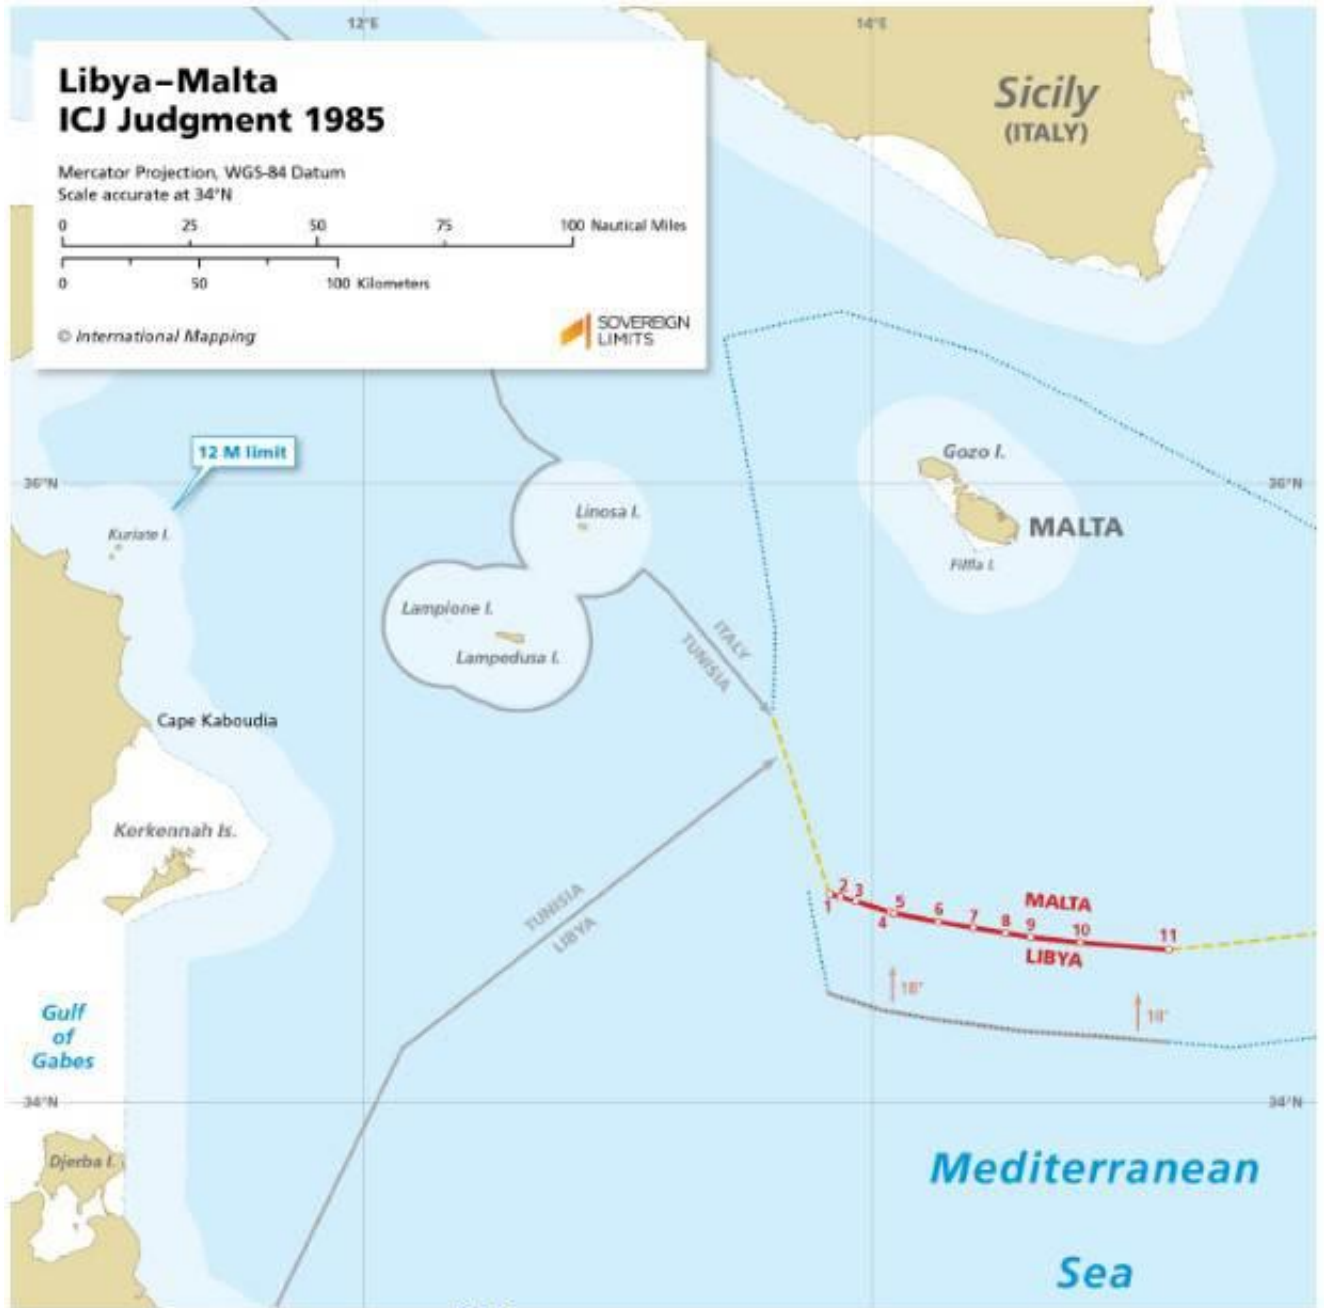 12°E
14°E
Libya–Malta
ICJ Judgment 1985
Mercator Projection, WGS-84 Datum
Scale accurate at 34°N
0 25 50 75 100 Nautical Miles
0 50 100 Kilometers
© International Mapping
SOVEREIGN
LIMITS
Sicily
(ITALY)
12 M limit
36°N
36°N
Gozo I.
MALTA
Filfla I.
Kuriate I.
Linosa I.
Lampione I.
Lampedusa I.
ITALY
TUNISIA
Cape Kaboudia
Kerkennah Is.
TUNISIA
LIBYA
1 2 3 4 5 6 7 8 9 10 11
MALTA
LIBYA
18'
18'
Gulf
of
Gabes
34°N
34°N
Djerba I.
Mediterranean
Sea